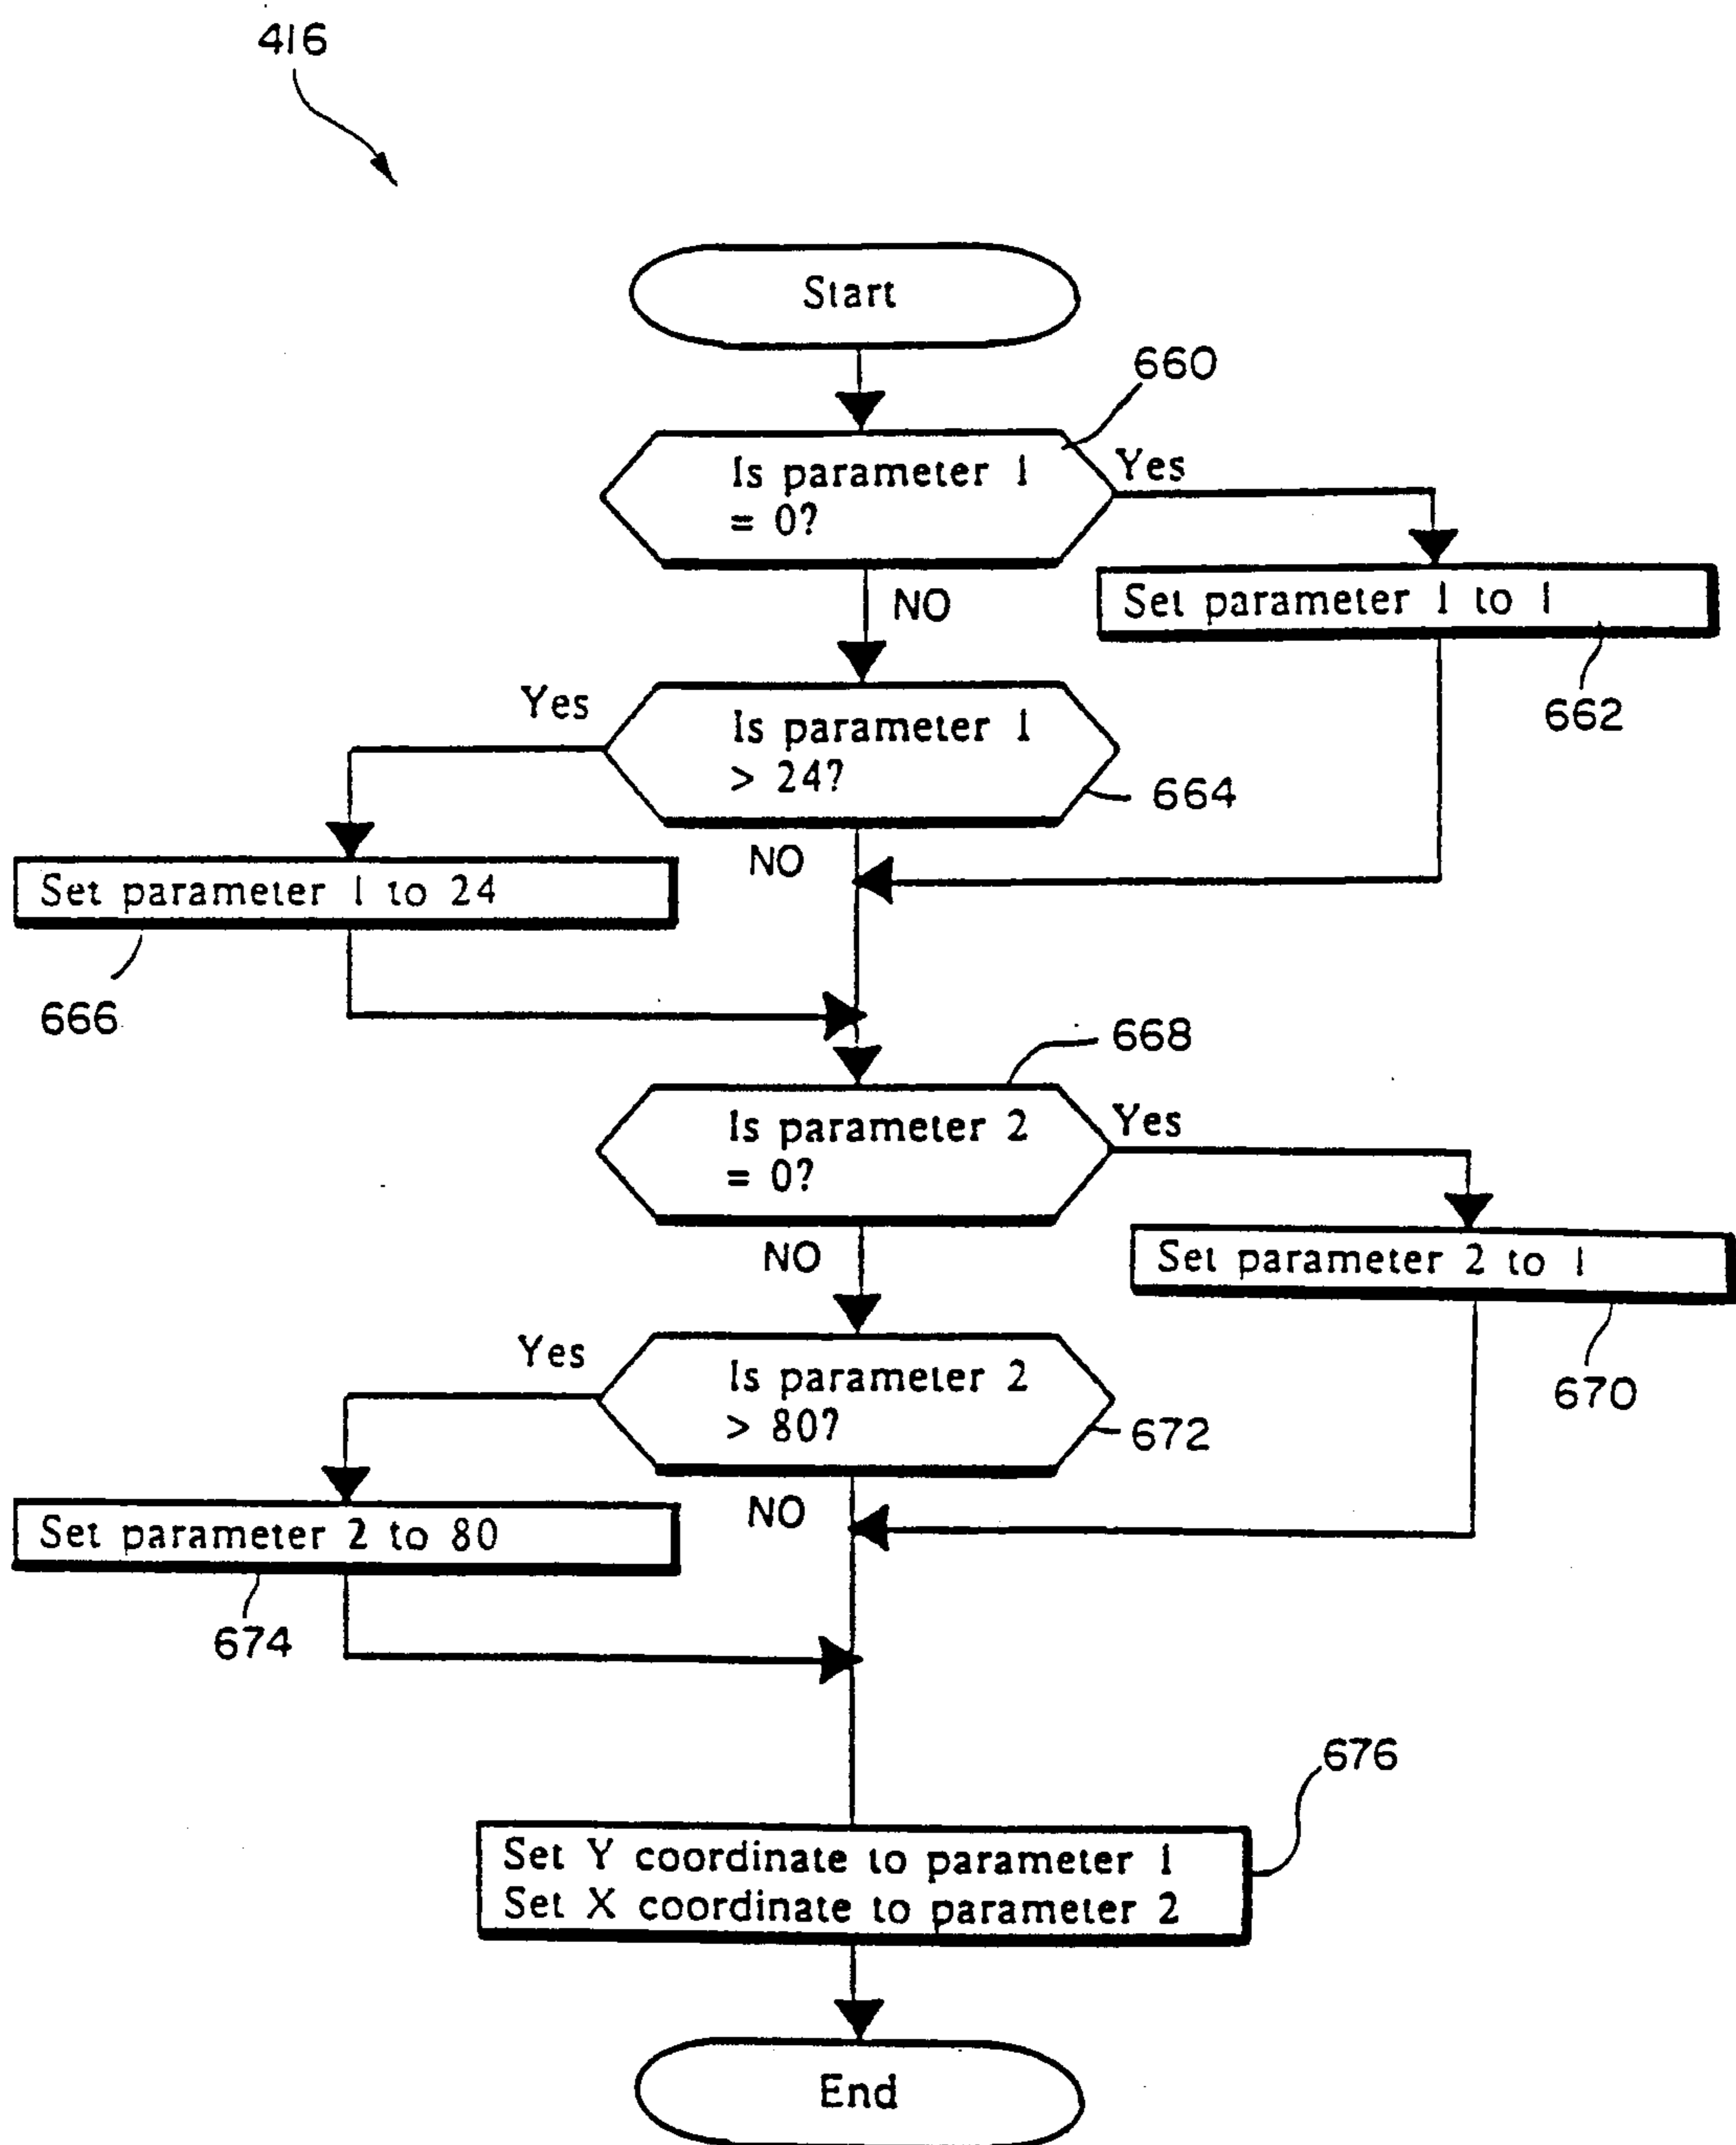 416
Start
660
Is parameter 1
= 0?
Yes
NO
Set parameter 1 to 1
662
Yes
Is parameter 1
> 24?
664
NO
Set parameter 1 to 24
666
668
Is parameter 2
= 0?
Yes
NO
Set parameter 2 to 1
670
Yes
Is parameter 2
> 80?
672
NO
Set parameter 2 to 80
674
676
Set Y coordinate to parameter 1
Set X coordinate to parameter 2
End